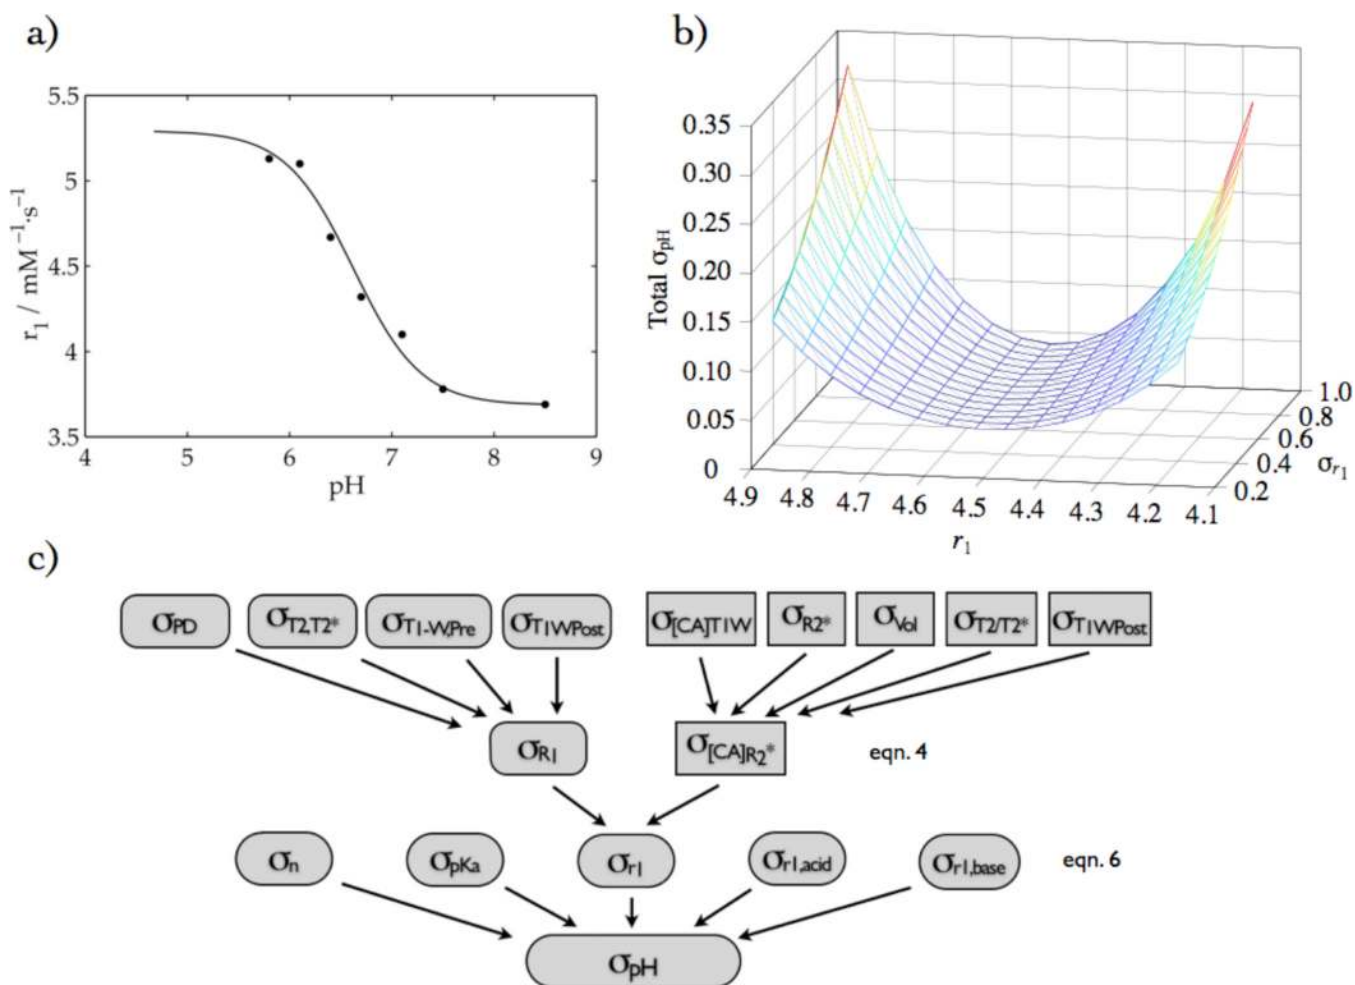 a)
5.5
5
4.5
4
3.5
r₁ / mM⁻¹·s⁻¹
4 5 6 7 8 9
pH
b)
0.35
0.30
0.25
0.20
0.15
0.10
0.05
0
Total σpH
4.9 4.8 4.7 4.6 4.5 4.4 4.3 4.2 4.1
r₁
1.0
0.8
0.6
0.4
0.2
σr₁
c)
σPD σT2,T2* σT1-W,Pre σT1WPost σ[CA]T1W σR2* σVol σT2/T2* σT1WPost
σR1 σ[CA]R2* eqn. 4
σn σpKa σr1 σr1,acid σr1,base eqn. 6
σpH